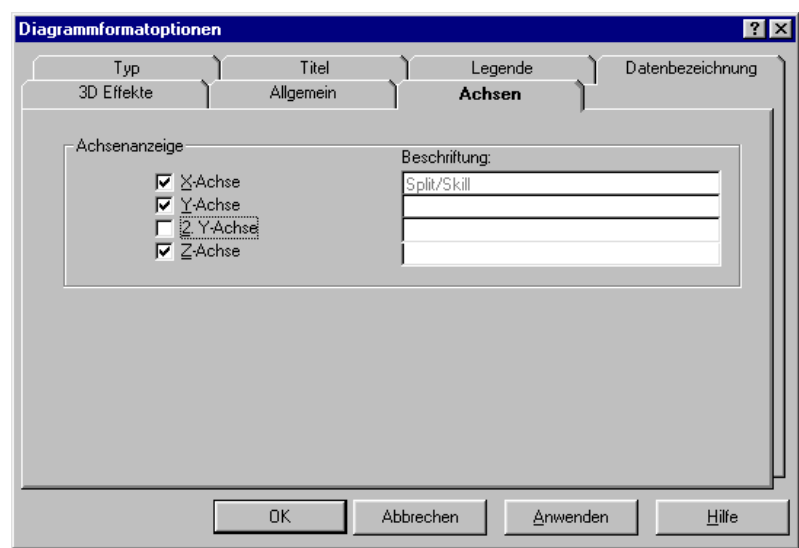 Diagrammformatoptionen
Typ Titel Legende Datenbezeichnung
3D Effekte Allgemein Achsen
Achsenanzeige
Beschriftung:
X-Achse Split/Skill
Y-Achse
2. Y-Achse
Z-Achse
OK Abbrechen Anwenden Hilfe